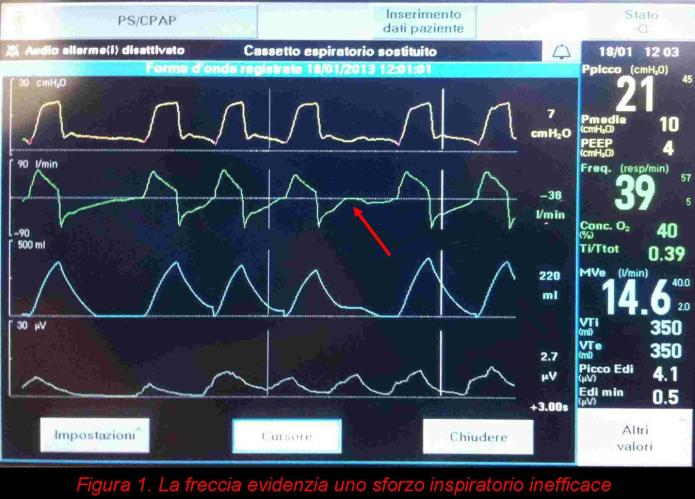 PS/CPAP
Inserimento
dati paziente
Stato
Audio allarme(i) disattivato
Cassetto espiratorio sostituito
18/01 12 03
Forme d'onda registrate 18/01/2013 12:01:01
30 cmH2O
7
cmH2O
90 l/min
-90
-38
l/min
500 ml
220
ml
30 µV
2.7
µV
+3.00s
Ppicco (cmH2O)
45
21
Pmedia
(cmH2O)
10
PEEP
(cmH2O)
4
Freq. (resp/min)
57
39
5
Conc. O2
(%)
40
Ti/Ttot
0.39
MVe (l/min)
40.0
14.6
2.0
VTi
(ml)
350
VTe
(ml)
350
Picco Edi
(µV)
4.1
Edi min
(µV)
0.5
Impostazioni
Cursore
Chiudere
Altri
valori
Figura 1. La freccia evidenzia uno sforzo inspiratorio inefficace